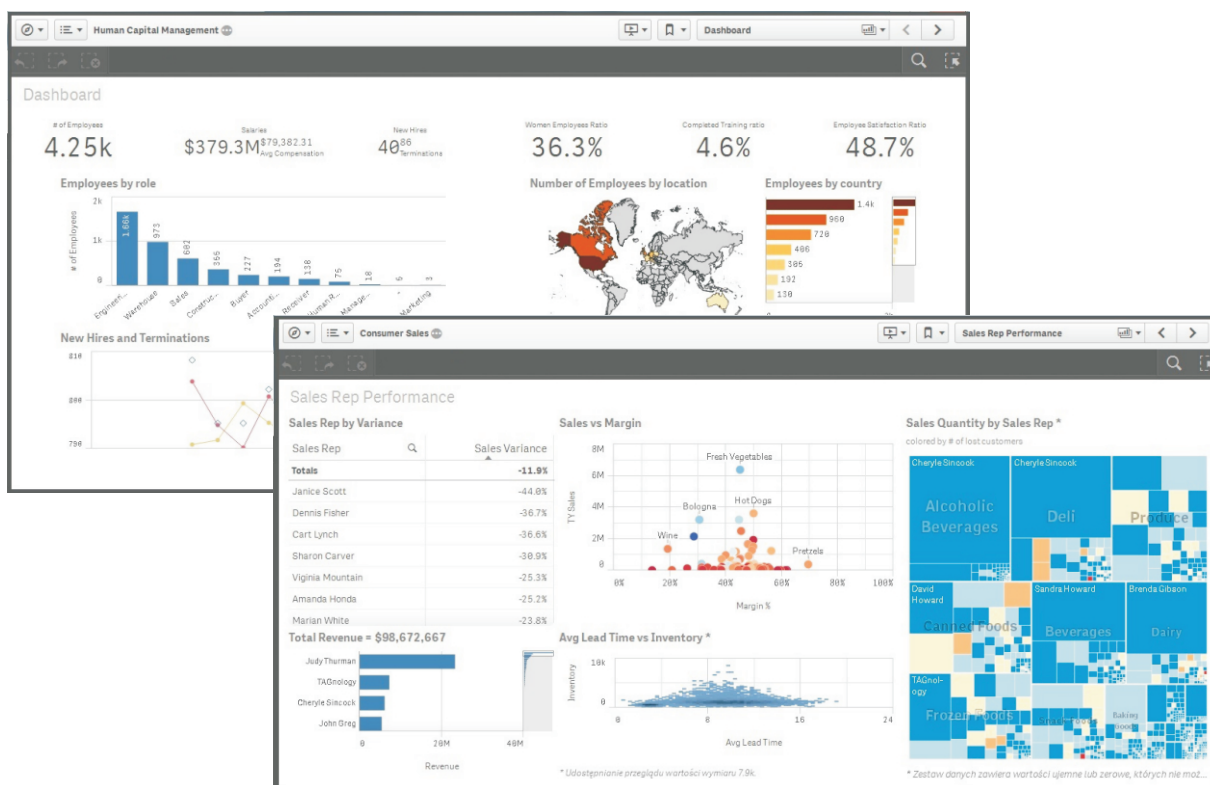 Human Capital Management
Dashboard
Dashboard
# of Employees
4.25k
Salaries
$379.3M
$79,382.31
Avg Compensation
New Hires
40
86
Terminations
Women Employees Ratio
36.3%
Completed Training ratio
4.6%
Employee Satisfaction Ratio
48.7%
Employees by role
# of Employees
2k
1k
0
1.66k
973
602
366
227
194
138
75
18
6
3
Engineen...
Warehouse
Sales
Construc...
Buyer
Accounti...
Receiver
Human R...
Manage...
-
Marketing
Number of Employees by location
Employees by country
1.4k
960
720
406
306
192
130
New Hires and Terminations
810
800
790
Consumer Sales
Sales Rep Performance
Sales Rep Performance
Sales Rep by Variance
Sales Rep
Sales Variance
Totals
-11.9%
Janice Scott
-44.0%
Dennis Fisher
-36.7%
Cart Lynch
-36.6%
Sharon Carver
-30.9%
Viginia Mountain
-25.3%
Amanda Honda
-25.2%
Marian White
-23.8%
Total Revenue = $98,672,667
Judy Thurman
TAGnology
Cheryle Sincock
John Greg
0
20M
40M
Revenue
Sales vs Margin
TY Sales
8M
6M
4M
2M
0
Fresh Vegetables
Bologna
HotDogs
Wine
Pretzels
0%
20%
40%
60%
80%
100%
Margin %
Avg Lead Time vs Inventory *
Inventory
10k
0
0
8
16
24
Avg Lead Time
* Udostępnianie przeglądu wartości wymiaru 7.9k.
Sales Quantity by Sales Rep *
colored by # of lost customers
Cheryle Sincock
Alcoholic
Beverages
Cheryle Sincock
Deli
Produce
David
Howard
Canned Foods
Sandra Howard
Beverages
Brenda Gibson
Dairy
TAGnol-
ogy
Frozen Foods
Baking
Goods
* Zestaw danych zawiera wartości ujemne lub zerowe, których nie moż...